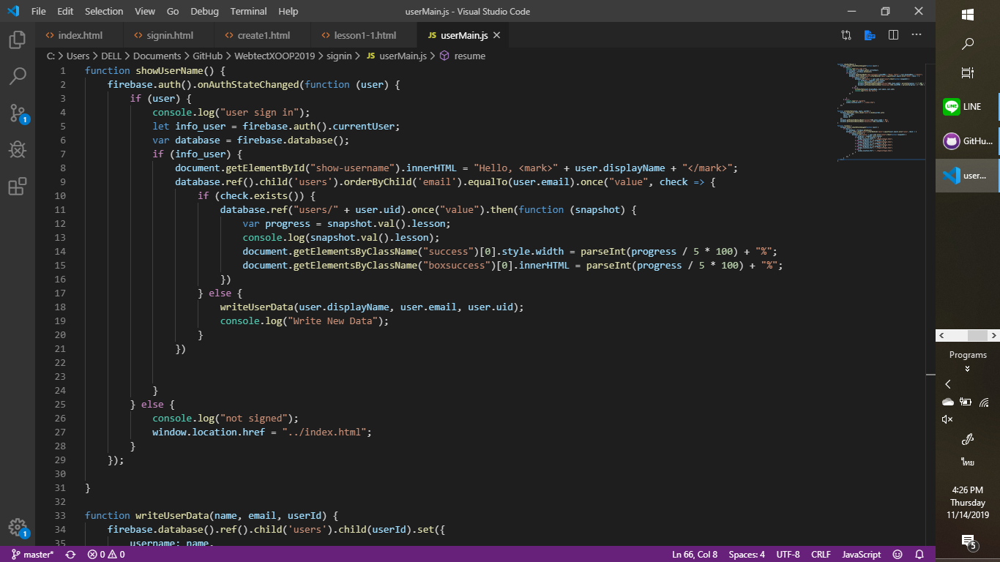 File Edit Selection View Go Debug Terminal Help userMain.js - Visual Studio Code
index.html signin.html create1.html lesson1-1.html JS userMain.js
C: > Users > DELL > Documents > GitHub > WebtectXOOP2019 > signin > JS userMain.js > resume
1 function showUserName() {
2 firebase.auth().onAuthStateChanged(function (user) {
3 if (user) {
4 console.log("user sign in");
5 let info_user = firebase.auth().currentUser;
6 var database = firebase.database();
7 if (info_user) {
8 document.getElementById("show-username").innerHTML = "Hello, <mark>" + user.displayName + "</mark>";
9 database.ref().child('users').orderByChild('email').equalTo(user.email).once("value", check => {
10 if (check.exists()) {
11 database.ref("users/" + user.uid).once("value").then(function (snapshot) {
12 var progress = snapshot.val().lesson;
13 console.log(snapshot.val().lesson);
14 document.getElementsByClassName("success")[0].style.width = parseInt(progress / 5 * 100) + "%";
15 document.getElementsByClassName("boxsuccess")[0].innerHTML = parseInt(progress / 5 * 100) + "%";
16 })
17 } else {
18 writeUserData(user.displayName, user.email, user.uid);
19 console.log("Write New Data");
20 }
21 })
22
23
24 }
25 } else {
26 console.log("not signed");
27 window.location.href = "../index.html";
28 }
29 });
30
31 }
32
33 function writeUserData(name, email, userId) {
34 firebase.database().ref().child('users').child(userId).set({
35 username: name,
1
1
master* 0 0 Ln 66, Col 8 Spaces: 4 UTF-8 CRLF JavaScript
LINE
LINE
GitHu...
user...
Programs
ไทย
4:26 PM
Thursday
11/14/2019
5